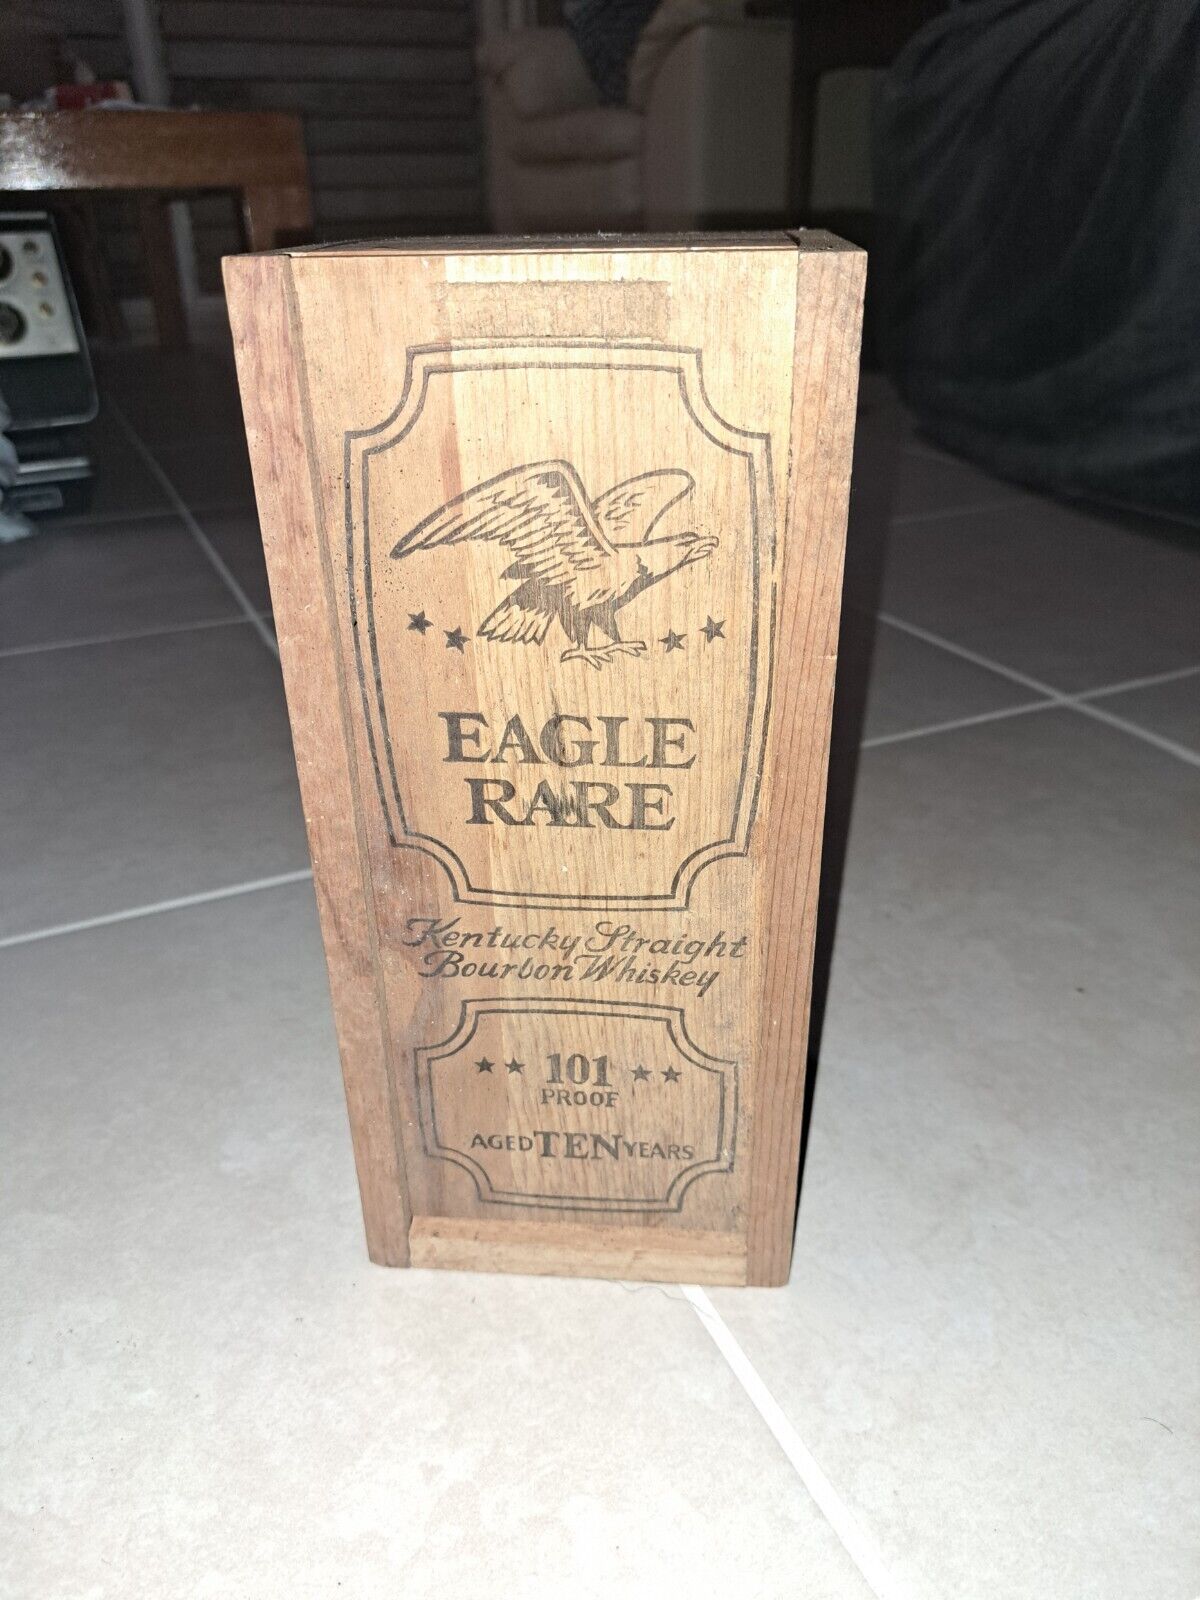 EAGLE
RARE
Kentucky Straight
Bourbon Whiskey
101
PROOF
AGED TEN YEARS